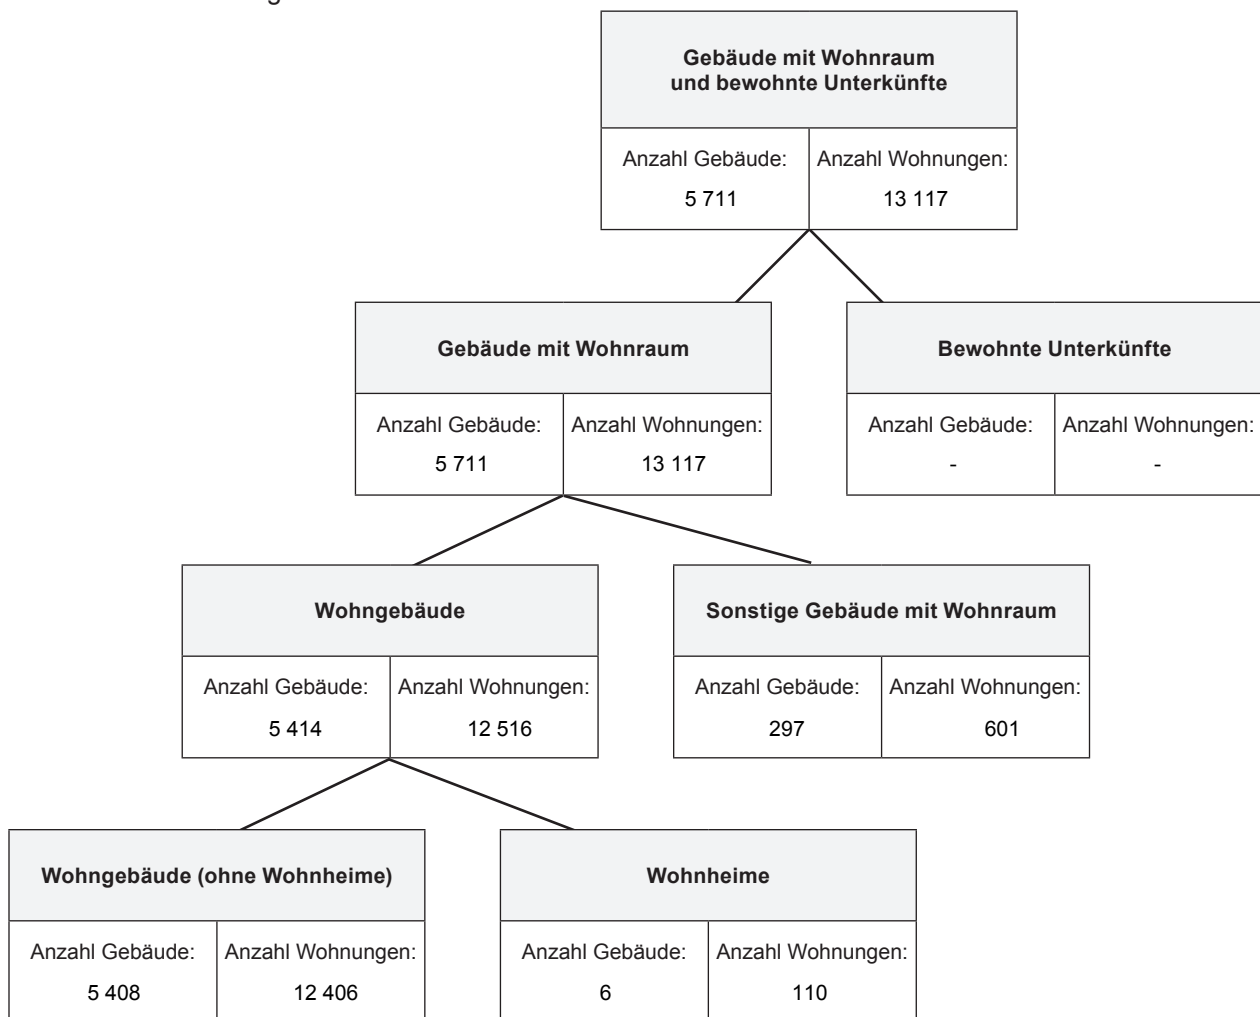 Gebäude mit Wohnraum
und bewohnte Unterkünfte
Anzahl Gebäude:
5 711
Anzahl Wohnungen:
13 117
Gebäude mit Wohnraum
Anzahl Gebäude:
5 711
Anzahl Wohnungen:
13 117
Bewohnte Unterkünfte
Anzahl Gebäude:
-
Anzahl Wohnungen:
-
Wohngebäude
Anzahl Gebäude:
5 414
Anzahl Wohnungen:
12 516
Sonstige Gebäude mit Wohnraum
Anzahl Gebäude:
297
Anzahl Wohnungen:
601
Wohngebäude (ohne Wohnheime)
Anzahl Gebäude:
5 408
Anzahl Wohnungen:
12 406
Wohnheime
Anzahl Gebäude:
6
Anzahl Wohnungen:
110